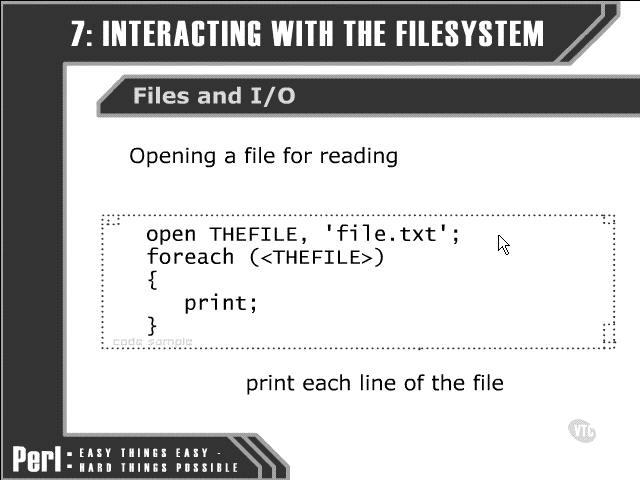 7: INTERACTING WITH THE FILESYSTEM
Files and I/O
Opening a file for reading
open THEFILE, 'file.txt';
foreach (<THEFILE>)
{
print;
}
code sample
print each line of the file
VTC
Perl: EASY THINGS EASY -
HARD THINGS POSSIBLE